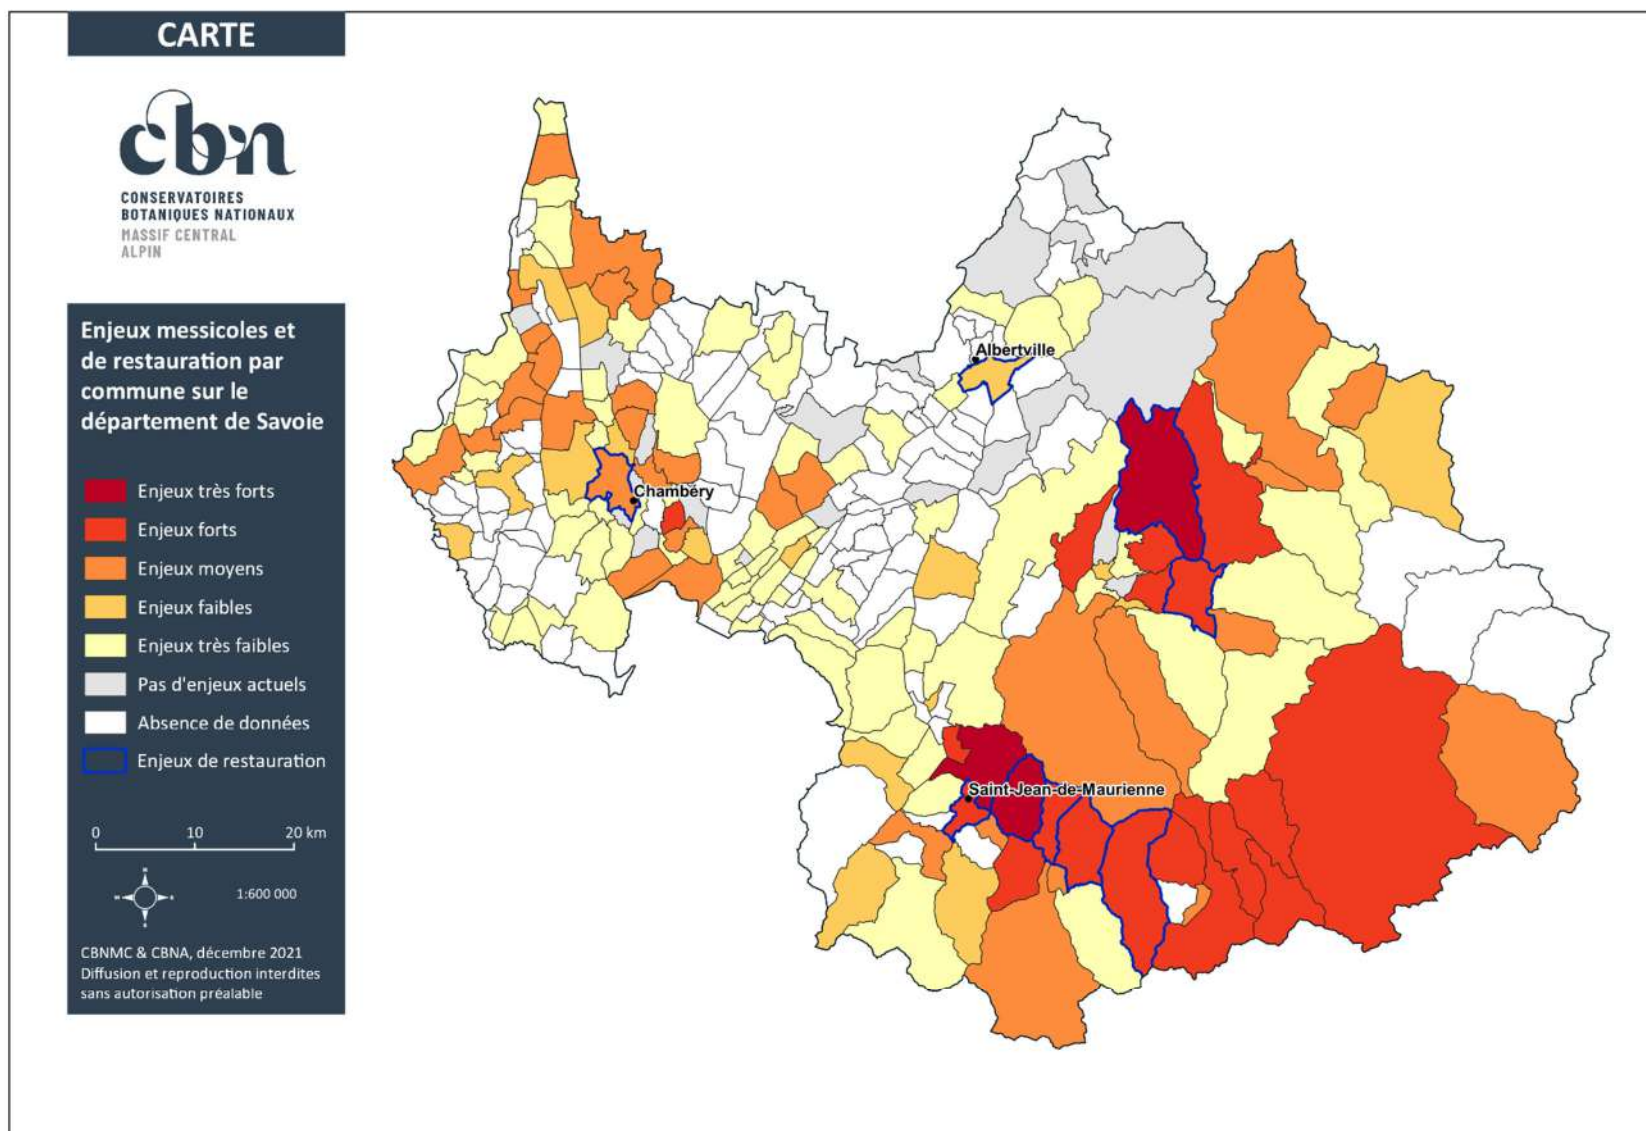 CARTE
cbn
CONSERVATOIRES
BOTANIQUES NATIONAUX
MASSIF CENTRAL
ALPIN
Enjeux messicoles et
de restauration par
commune sur le
département de Savoie
Enjeux très forts
Enjeux forts
Enjeux moyens
Enjeux faibles
Enjeux très faibles
Pas d'enjeux actuels
Absence de données
Enjeux de restauration
0 10 20 km
1:600 000
CBNMC & CBNA, décembre 2021
Diffusion et reproduction interdites
sans autorisation préalable
Albertville
Chambéry
Saint-Jean-de-Maurienne